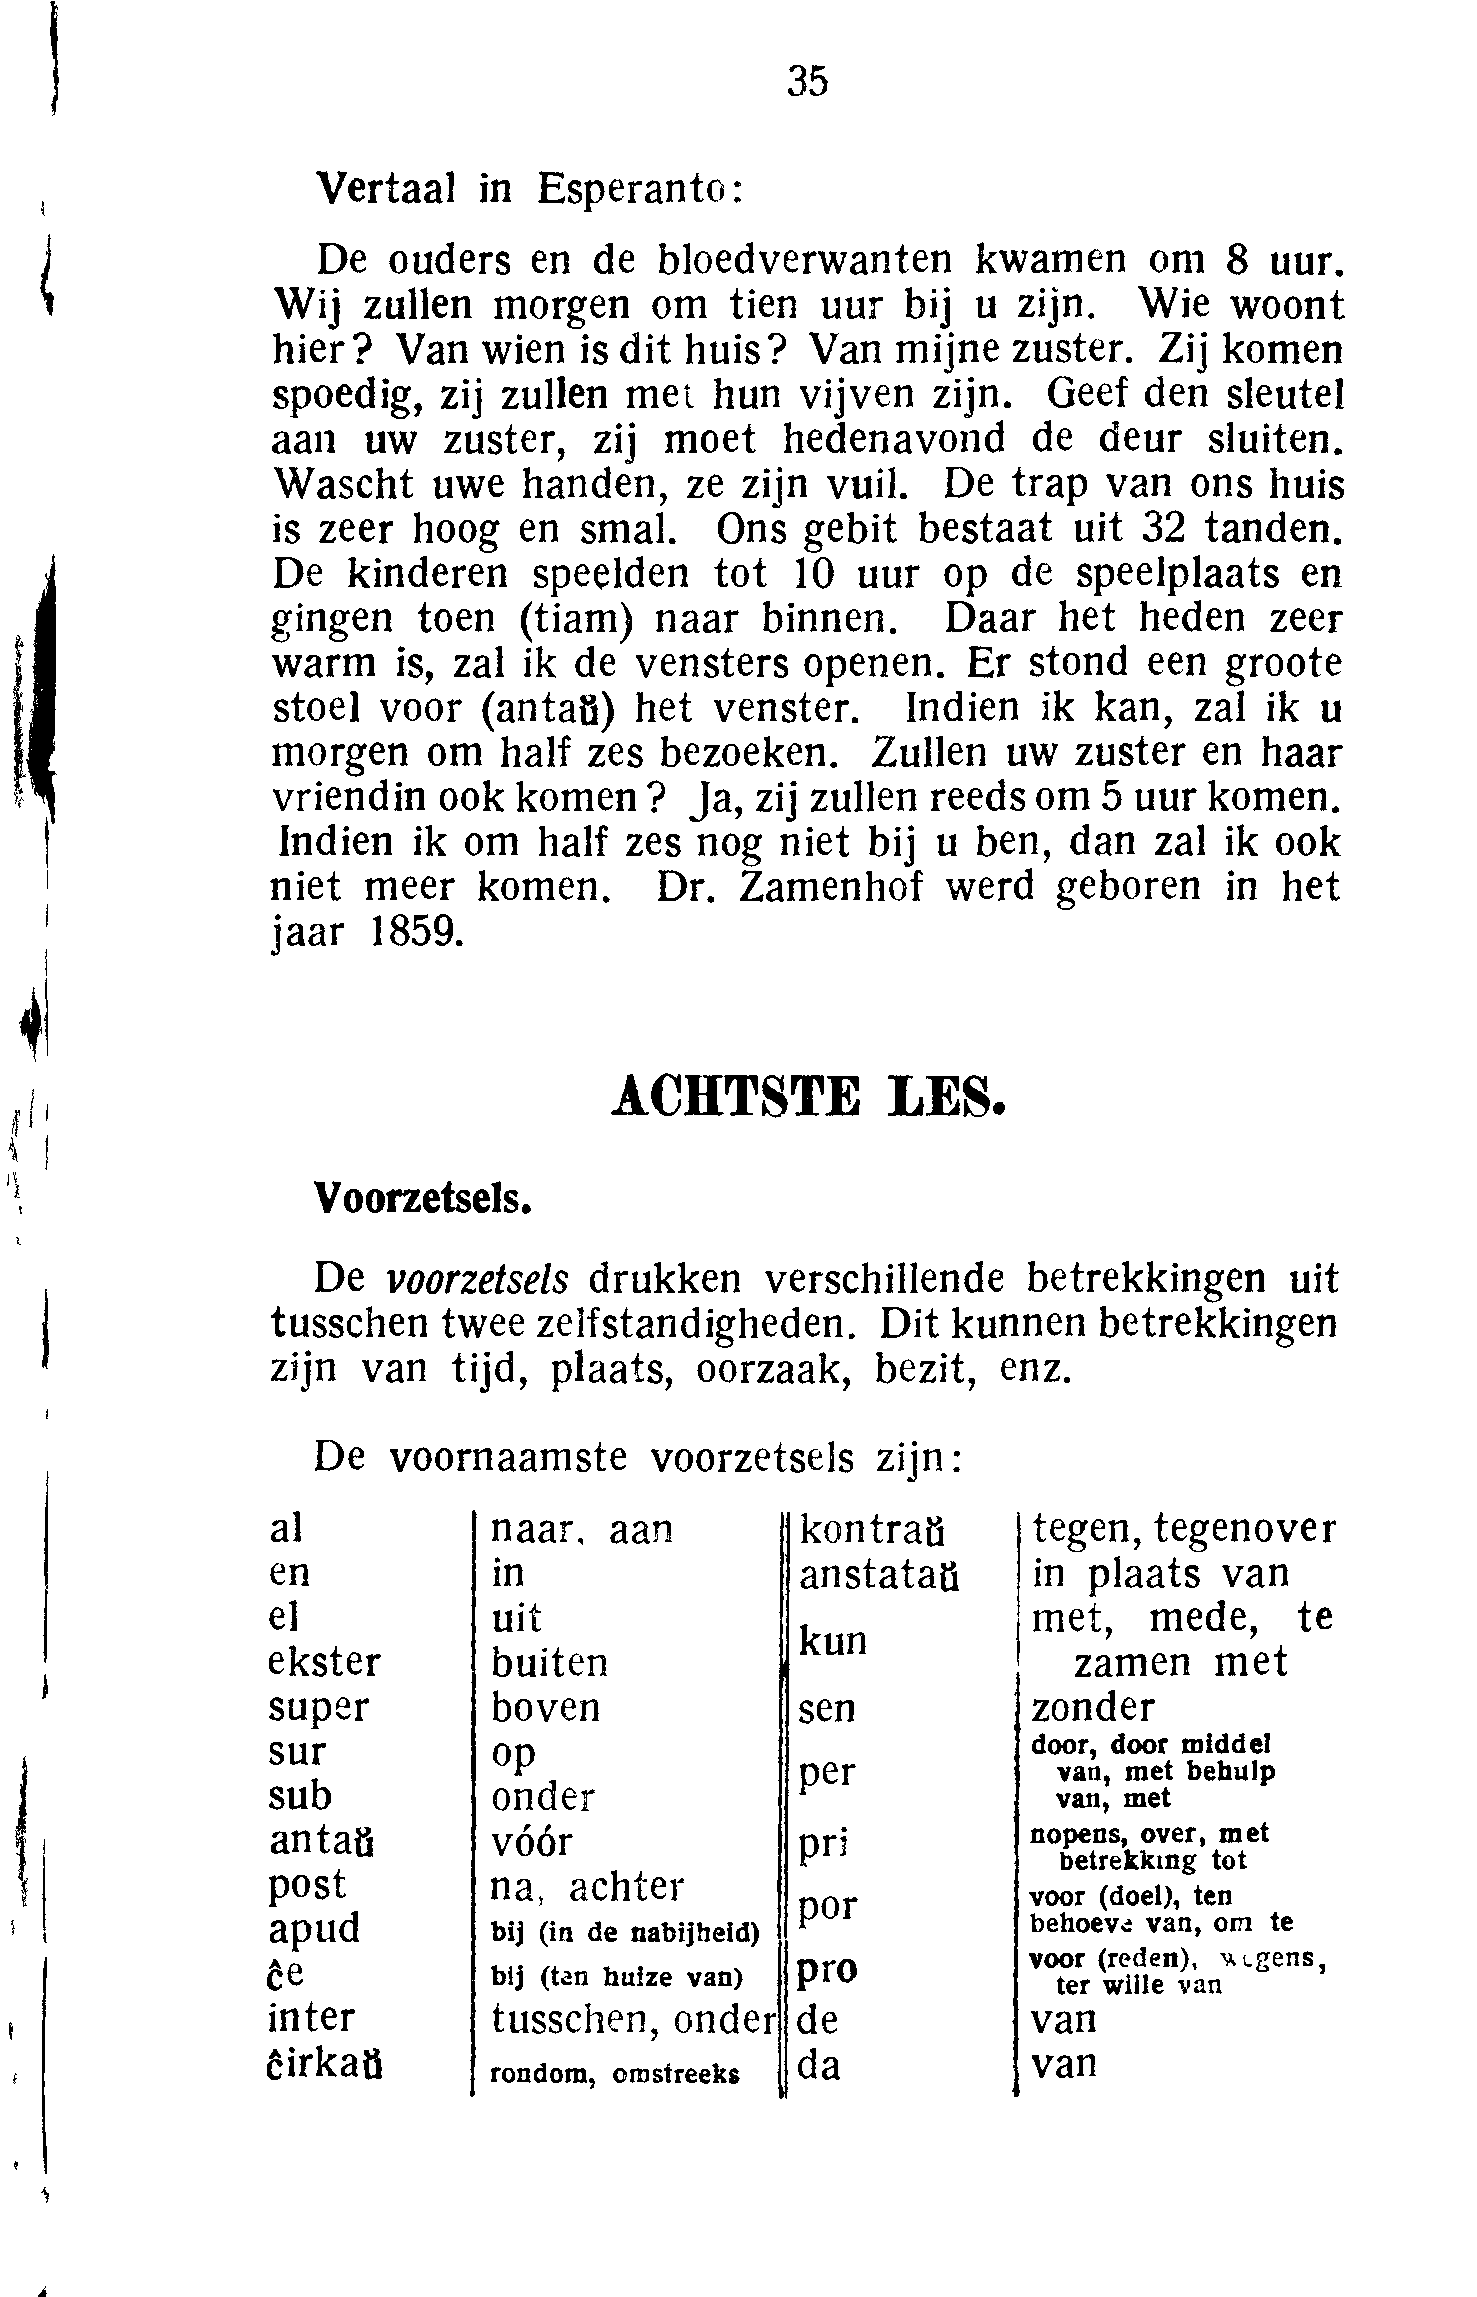 35
Vertaal in Esperanto:
De ouders en de bloedverwanten kwamen om 8 uur.
Wij zullen morgen om tien uur bij u zijn. Wie woont
hier? Van wien is dit huis? Van mijne zuster. Zij komen
spoedig, zij zullen met hun vijven zijn. Geef den sleutel
aan uw zuster, zij moet hedenavond de deur sluiten.
Wascht uwe handen, ze zijn vuil. De trap van ons huis
is zeer hoog en smal. Ons gebit bestaat uit 32 tanden.
De kinderen speelden tot 10 uur op de speelplaats en
gingen toen (tiam) naar binnen. Daar het heden zeer
warm is, zal ik de vensters openen. Er stond een groote
stoel voor (antaŭ) het venster. Indien ik kan, zal ik u
morgen om half zes bezoeken. Zullen uw zuster en haar
vriendin ook komen? Ja, zij zullen reeds om 5 uur komen.
Indien ik om half zes nog niet bij u ben, dan zal ik ook
niet meer komen. Dr. Zamenhof werd geboren in het
jaar 1859.
ACHTSTE LES.
Voorzetsels.
De voorzetsels drukken verschillende betrekkingen uit
tusschen twee zelfstandigheden. Dit kunnen betrekkingen
zijn van tijd, plaats, oorzaak, bezit, enz.
De voornaamste voorzetsels zijn:
al naar, aan
en in
el uit
ekster buiten
super boven
sur op
sub onder
antaŭ vóór
post na, achter
apud bij (in de nabijheid)
ĉe bij (ten huize van)
inter tusschen, onder
ĉirkaŭ rondom, omstreeks
kontraŭ tegen, tegenover
anstataŭ in plaats van
kun met, mede, te
zamen met
sen zonder
per door, door middel
van, met behulp
van, met
pri nopens, over, met
betrekking tot
por voor (doel), ten
behoeve van, om te
pro voor (reden), wegens,
ter wille van
de van
da van